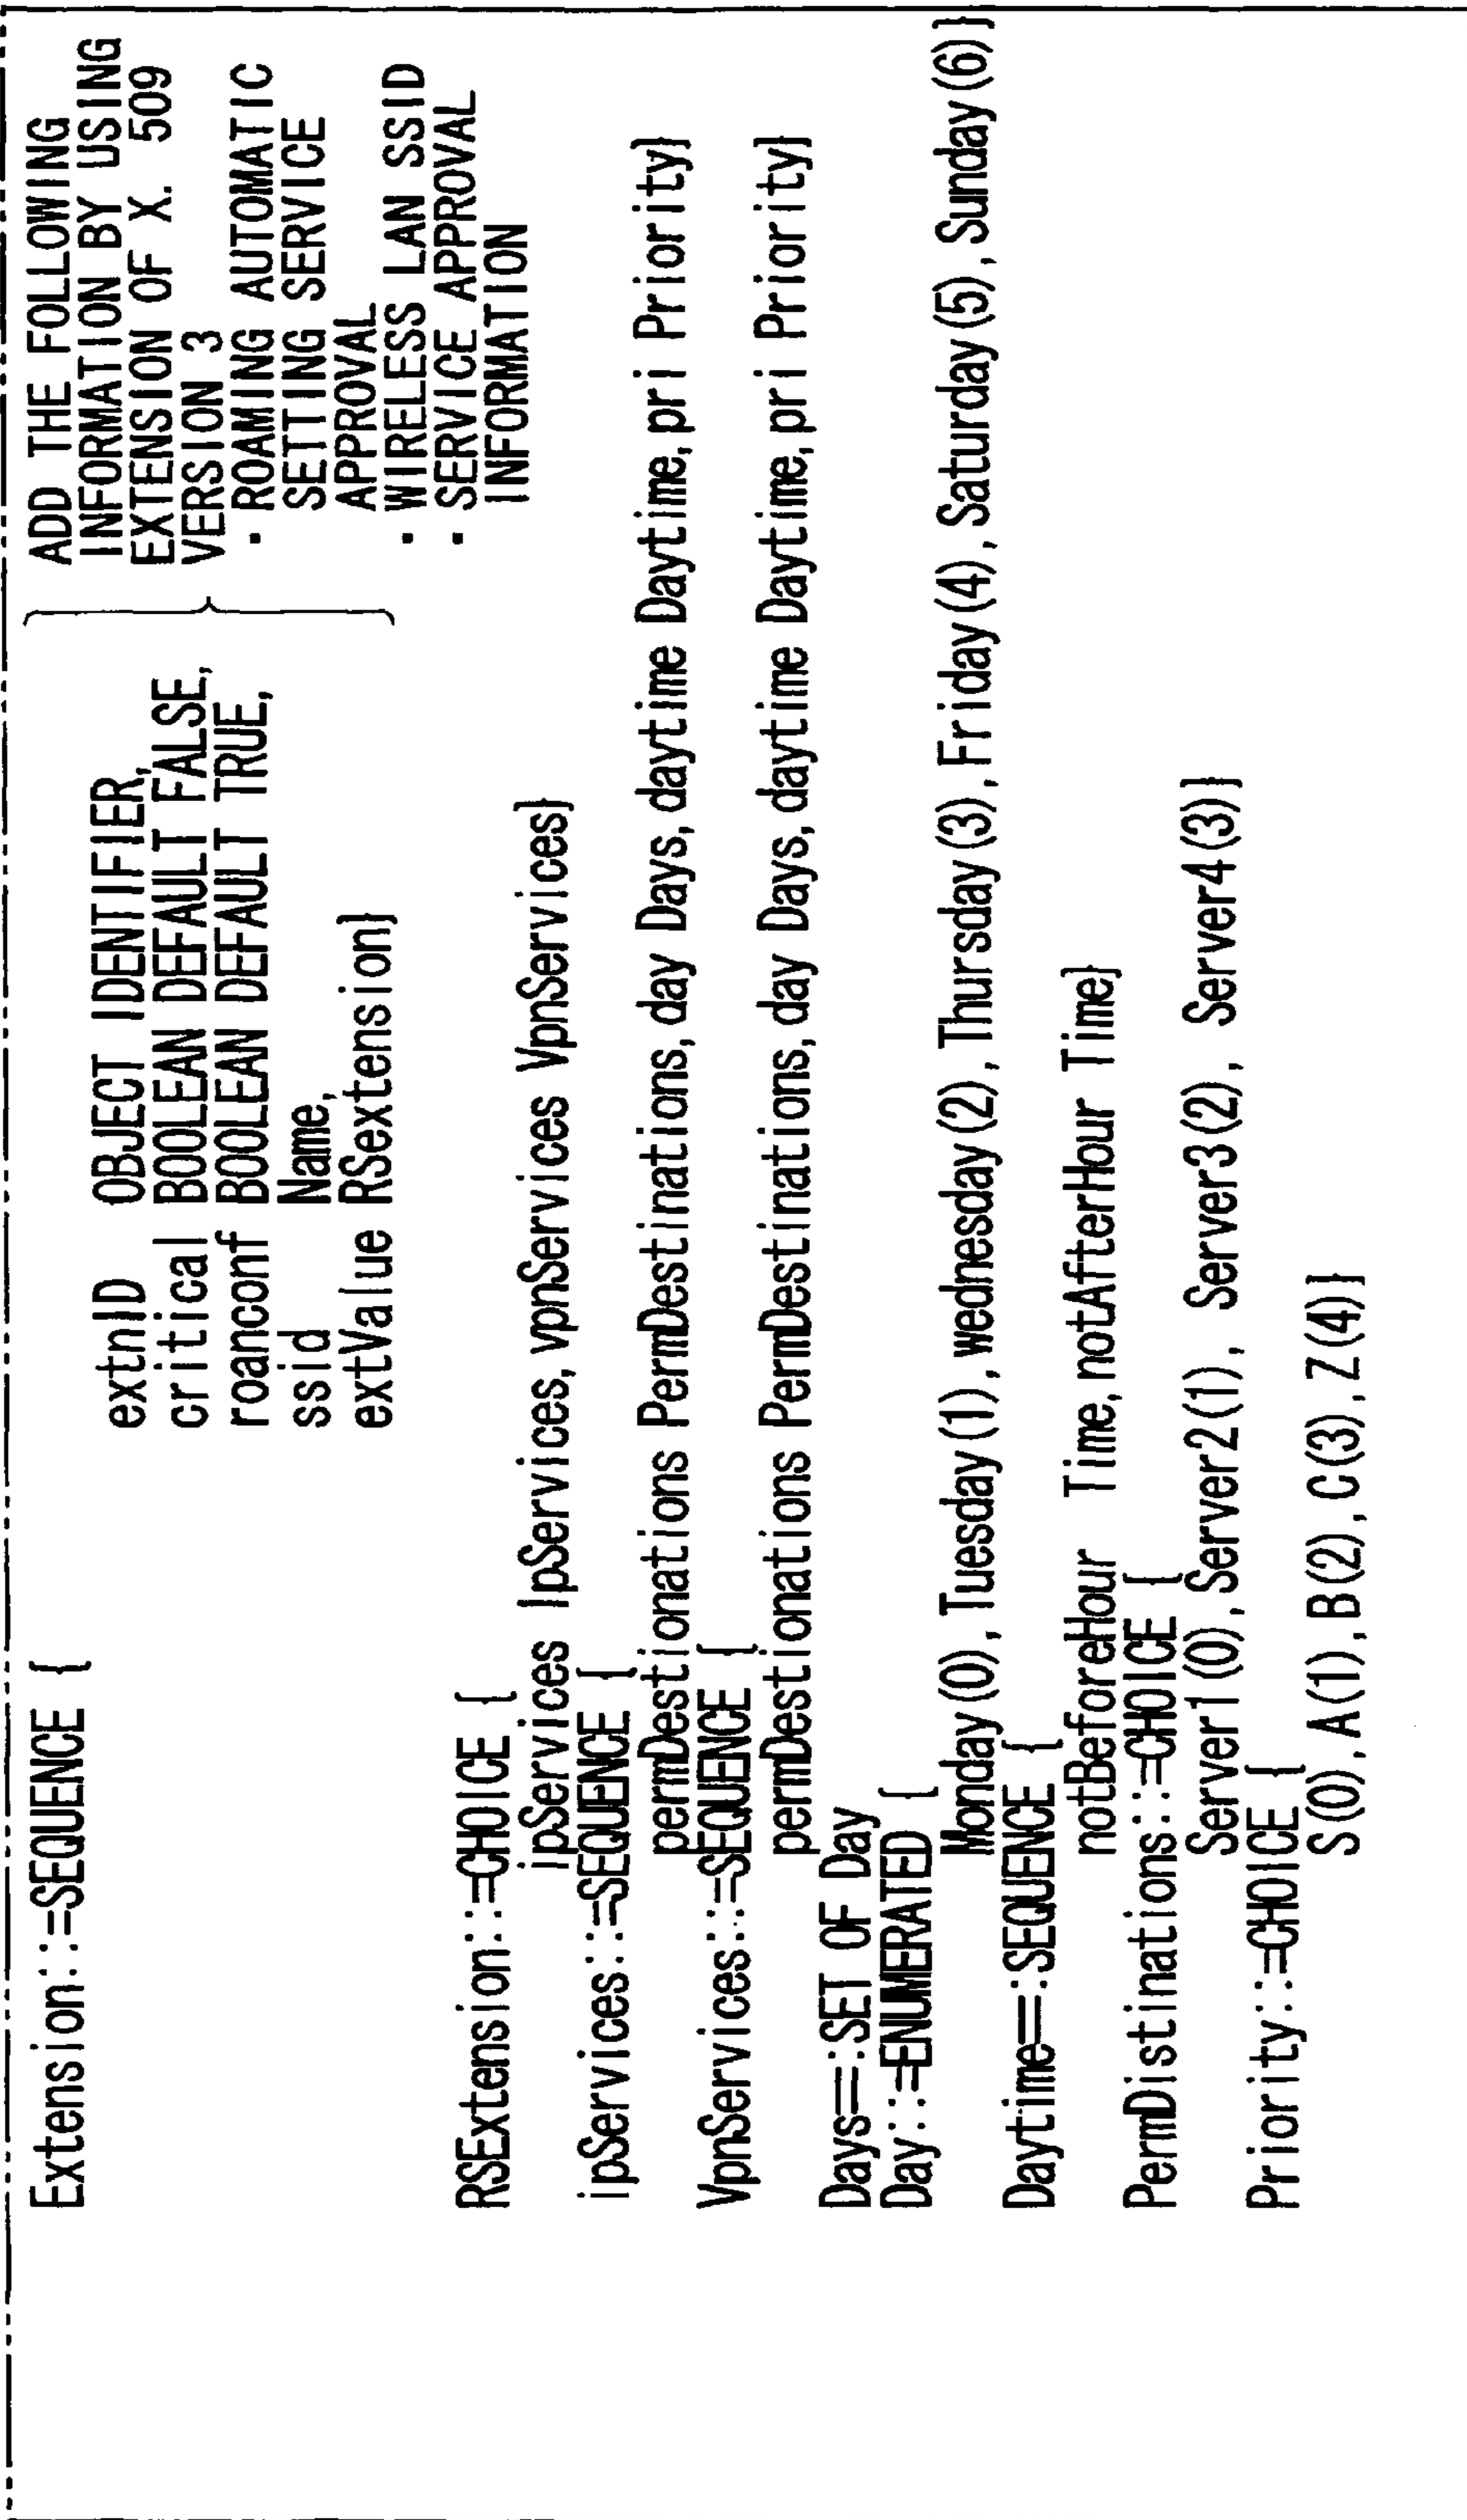 Extension::=SEQUENCE {
extnID OBJECT IDENTIFIER,
critical BOOLEAN DEFAULT FALSE,
roanconf BOOLEAN DEFAULT TRUE,
ssid Name,
extValue RSextension}
ADD THE FOLLOWING
INFORMATION BY USING
EXTENSION OF X. 509
VERSION 3
· ROAMING AUTOMATIC
SETTING SERVICE
APPROVAL
· WIRELESS LAN SSID
· SERVICE APPROVAL
INFORMATION
RSExtension::=CHOICE {
ipServices IpServices, vpnServices VpnServices}
ipServices::=SEQUENCE {
permDestionations PermDestinations, day Days, daytime Daytime, pri Priority}
VpnServices::=SEQUENCE {
permDestionations PermDestinations, day Days, daytime Daytime, pri Priority}
Days=:SET OF Day
Day::=ENUMERATED {
Monday(0), Tuesday(1), wednesday(2), Thursday(3), Friday(4), Saturday(5), Sunday(6)}
Daytime==:SEQUENCE {
notBeforeHour Time, notAfterHour Time}
PermDistinations::=CHOICE {
Server1(0), Server2(1), Server3(2), Server4(3)}
Priority::=CHOICE {
S(0), A(1), B(2), C(3), Z(4)}